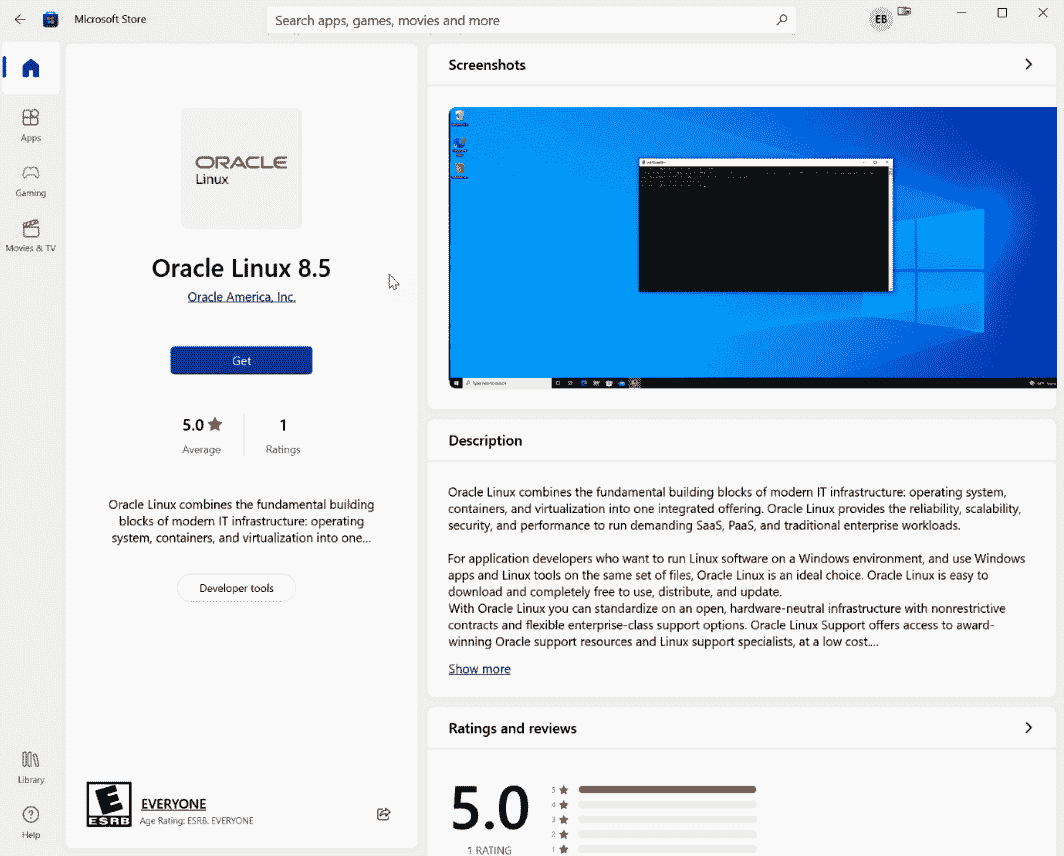 Microsoft Store
Search apps, games, movies and more
EB
Apps
Gaming
Movies & TV
Library
Help
ORACLE
Linux
Oracle Linux 8.5
Oracle America, Inc.
Get
5.0
1
Average
Ratings
Oracle Linux combines the fundamental building
blocks of modern IT infrastructure: operating
system, containers, and virtualization into one...
Developer tools
E
ESRB
EVERYONE
Age Rating: ESRB. EVERYONE
Screenshots
Type here to search
Description
Oracle Linux combines the fundamental building blocks of modern IT infrastructure: operating system,
containers, and virtualization into one integrated offering. Oracle Linux provides the reliability, scalability,
security, and performance to run demanding SaaS, PaaS, and traditional enterprise workloads.
For application developers who want to run Linux software on a Windows environment, and use Windows
apps and Linux tools on the same set of files, Oracle Linux is an ideal choice. Oracle Linux is easy to
download and completely free to use, distribute, and update.
With Oracle Linux you can standardize on an open, hardware-neutral infrastructure with nonrestrictive
contracts and flexible enterprise-class support options. Oracle Linux Support offers access to award-
winning Oracle support resources and Linux support specialists, at a low cost....
Show more
Ratings and reviews
5.0
1 RATING
5
4
3
2
1